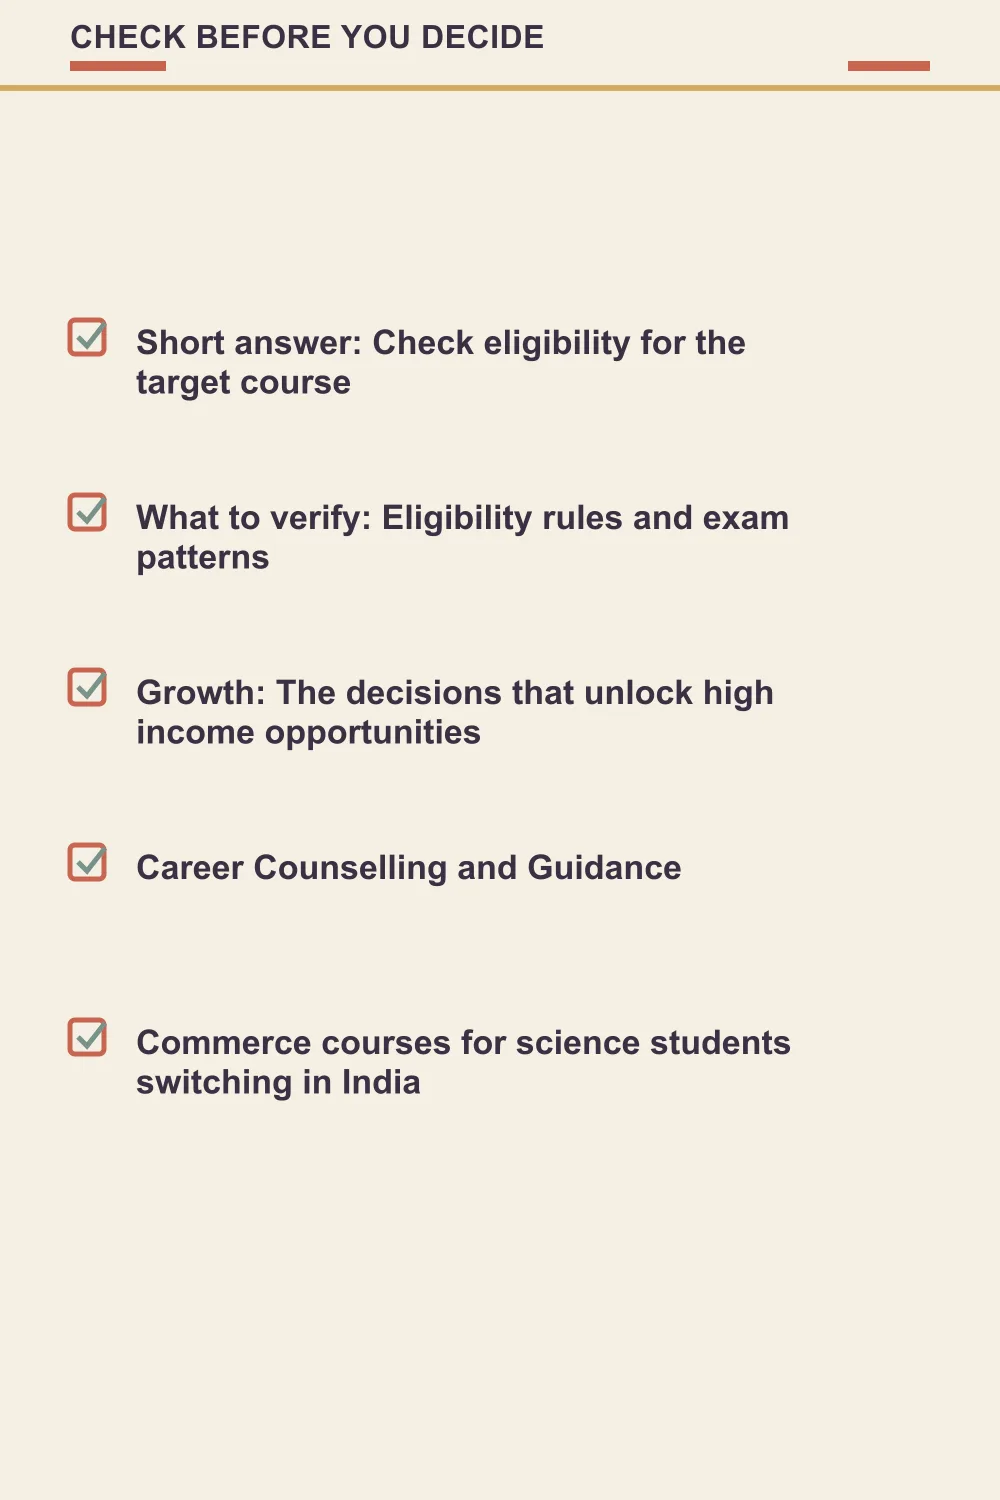 CHECK BEFORE YOU DECIDE
Short answer: Check eligibility for the
target course
What to verify: Eligibility rules and exam
patterns
Growth: The decisions that unlock high
income opportunities
Career Counselling and Guidance
Commerce courses for science students
switching in India